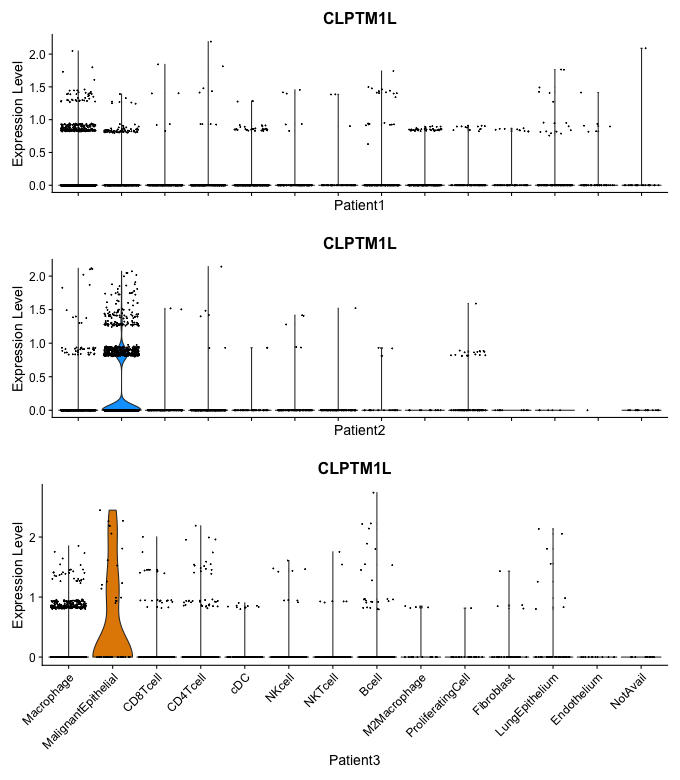 CLPTM1L
Expression Level
2.0
1.5
1.0
0.5
0.0
Patient1
CLPTM1L
Expression Level
2.0
1.5
1.0
0.5
0.0
Patient2
CLPTM1L
Expression Level
2
1
0
Macrophage
MalignantEpithelial
CD8Tcell
CD4Tcell
cDC
NKcell
NKTcell
Bcell
M2Macrophage
ProliferatingCell
Fibroblast
LungEpithelium
Endothelium
NotAvail
Patient3